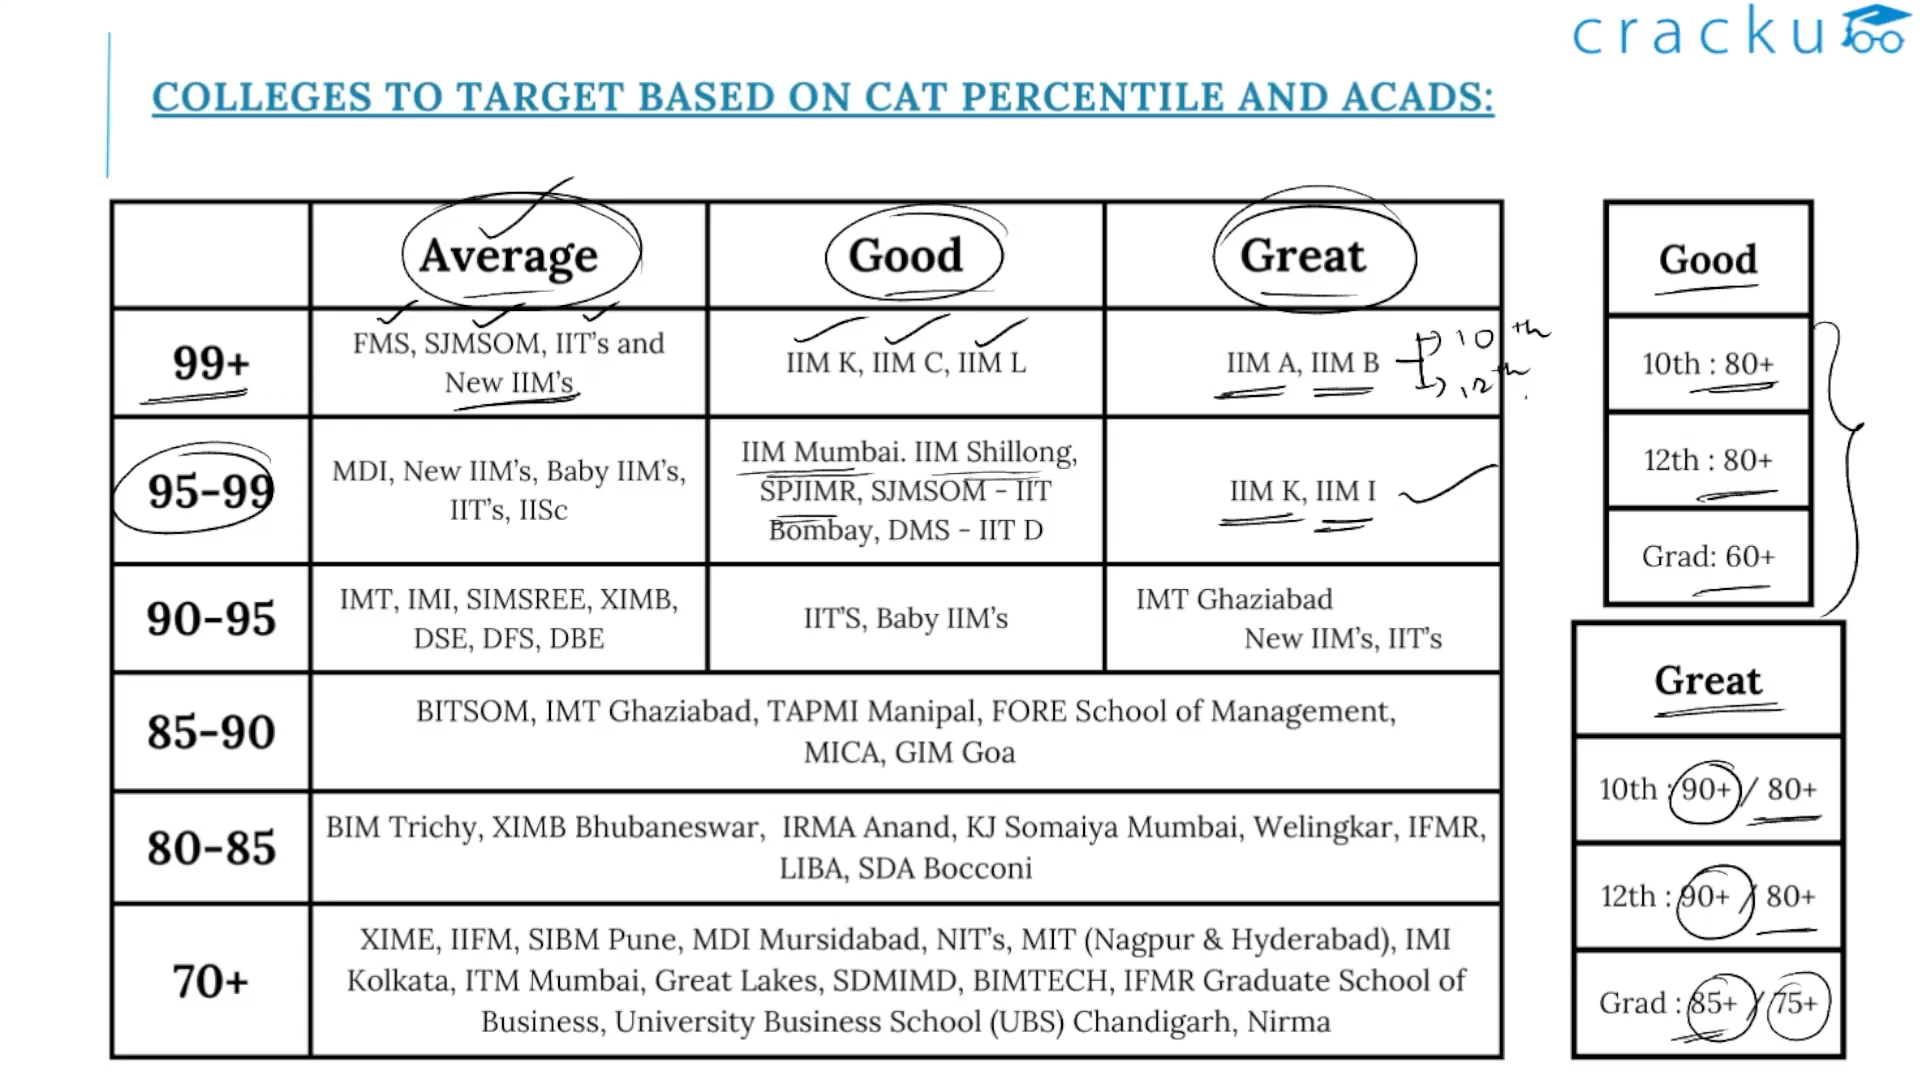 cracku
COLLEGES TO TARGET BASED ON CAT PERCENTILE AND ACADS:
Average
Good
Great
99+
FMS, SJMSOM, IIT's and
New IIM's
IIM K, IIM C, IIM L
IIM A, IIM B
10th
12th
95-99
MDI, New IIM's, Baby IIM's,
IIT's, IISc
IIM Mumbai. IIM Shillong,
SPJIMR, SJMSOM - IIT
Bombay, DMS - IIT D
IIM K, IIM I
90-95
IMT, IMI, SIMSREE, XIMB,
DSE, DFS, DBE
IIT'S, Baby IIM's
IMT Ghaziabad
New IIM's, IIT's
85-90
BITSOM, IMT Ghaziabad, TAPMI Manipal, FORE School of Management,
MICA, GIM Goa
80-85
BIM Trichy, XIMB Bhubaneswar, IRMA Anand, KJ Somaiya Mumbai, Welingkar, IFMR,
LIBA, SDA Bocconi
70+
XIME, IIFM, SIBM Pune, MDI Mursidabad, NIT's, MIT (Nagpur & Hyderabad), IMI
Kolkata, ITM Mumbai, Great Lakes, SDMIMD, BIMTECH, IFMR Graduate School of
Business, University Business School (UBS) Chandigarh, Nirma
Good
10th : 80+
12th : 80+
Grad: 60+
Great
10th : 90+ / 80+
12th : 90+ / 80+
Grad : 85+ / 75+